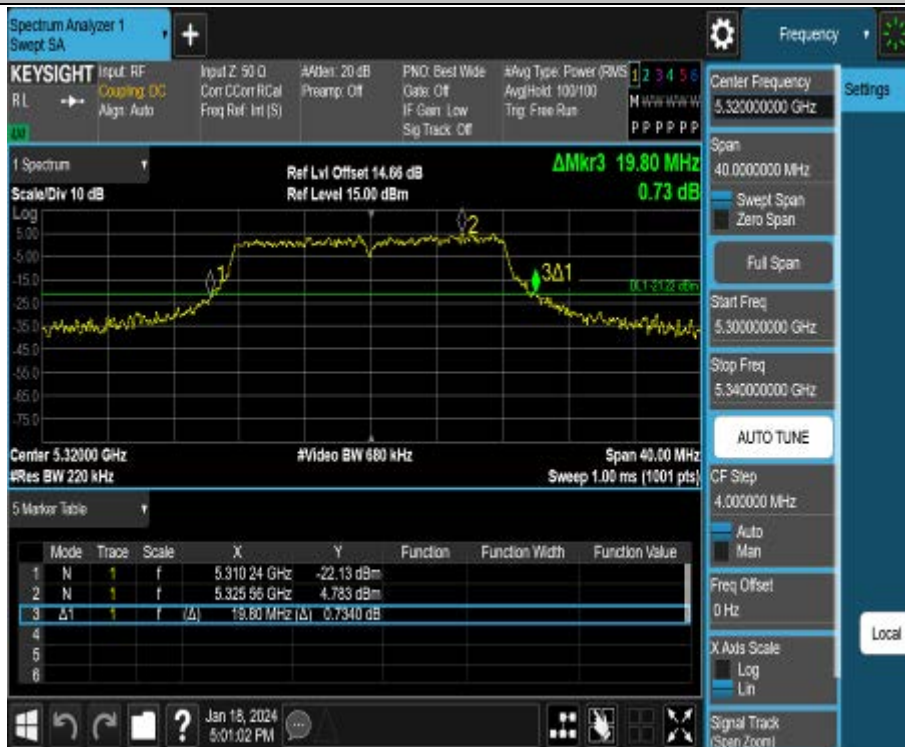 Spectrum Analyzer 1
Swept SA
+
Frequency
KEYSIGHT
RL
Input: RF
Coupling: DC
Align: Auto
Input Z: 50 Ω
Corr CCorr RCal
Freq Ref: Int (S)
#Atten: 20 dB
Preamp: Off
PNO: Best Wide
Gate: Off
IF Gain: Low
Sig Track: Off
#Avg Type: Power (RMS
Avg|Hold: 100/100
Trig: Free Run
1 2 3 4 5 6
M W W W W W
P P P P P P
Settings
Center Frequency
5.320000000 GHz
Span
40.0000000 MHz
Swept Span
Zero Span
Full Span
Start Freq
5.300000000 GHz
Stop Freq
5.340000000 GHz
AUTO TUNE
CF Step
4.000000 MHz
Auto
Man
Freq Offset
0 Hz
X Axis Scale
Log
Lin
Signal Track
(Span Zoom)
Local
1 Spectrum
Scale/Div 10 dB
Ref Lvl Offset 14.66 dB
Ref Level 15.00 dBm
ΔMkr3 19.80 MHz
0.73 dB
Log
5.00
-5.00
-15.0
-25.0
-35.0
-45.0
-55.0
-65.0
-75.0
1
2
3Δ1
DL1 -21.22 dBm
Center 5.32000 GHz
#Res BW 220 kHz
#Video BW 680 kHz
Span 40.00 MHz
Sweep 1.00 ms (1001 pts)
5 Marker Table
Mode Trace Scale X Y Function Function Width Function Value
1 N 1 f 5.310 24 GHz -22.13 dBm
2 N 1 f 5.325 56 GHz 4.783 dBm
3 Δ1 1 f (Δ) 19.80 MHz (Δ) 0.7340 dB
4
5
6
?
Jan 18, 2024
5:01:02 PM